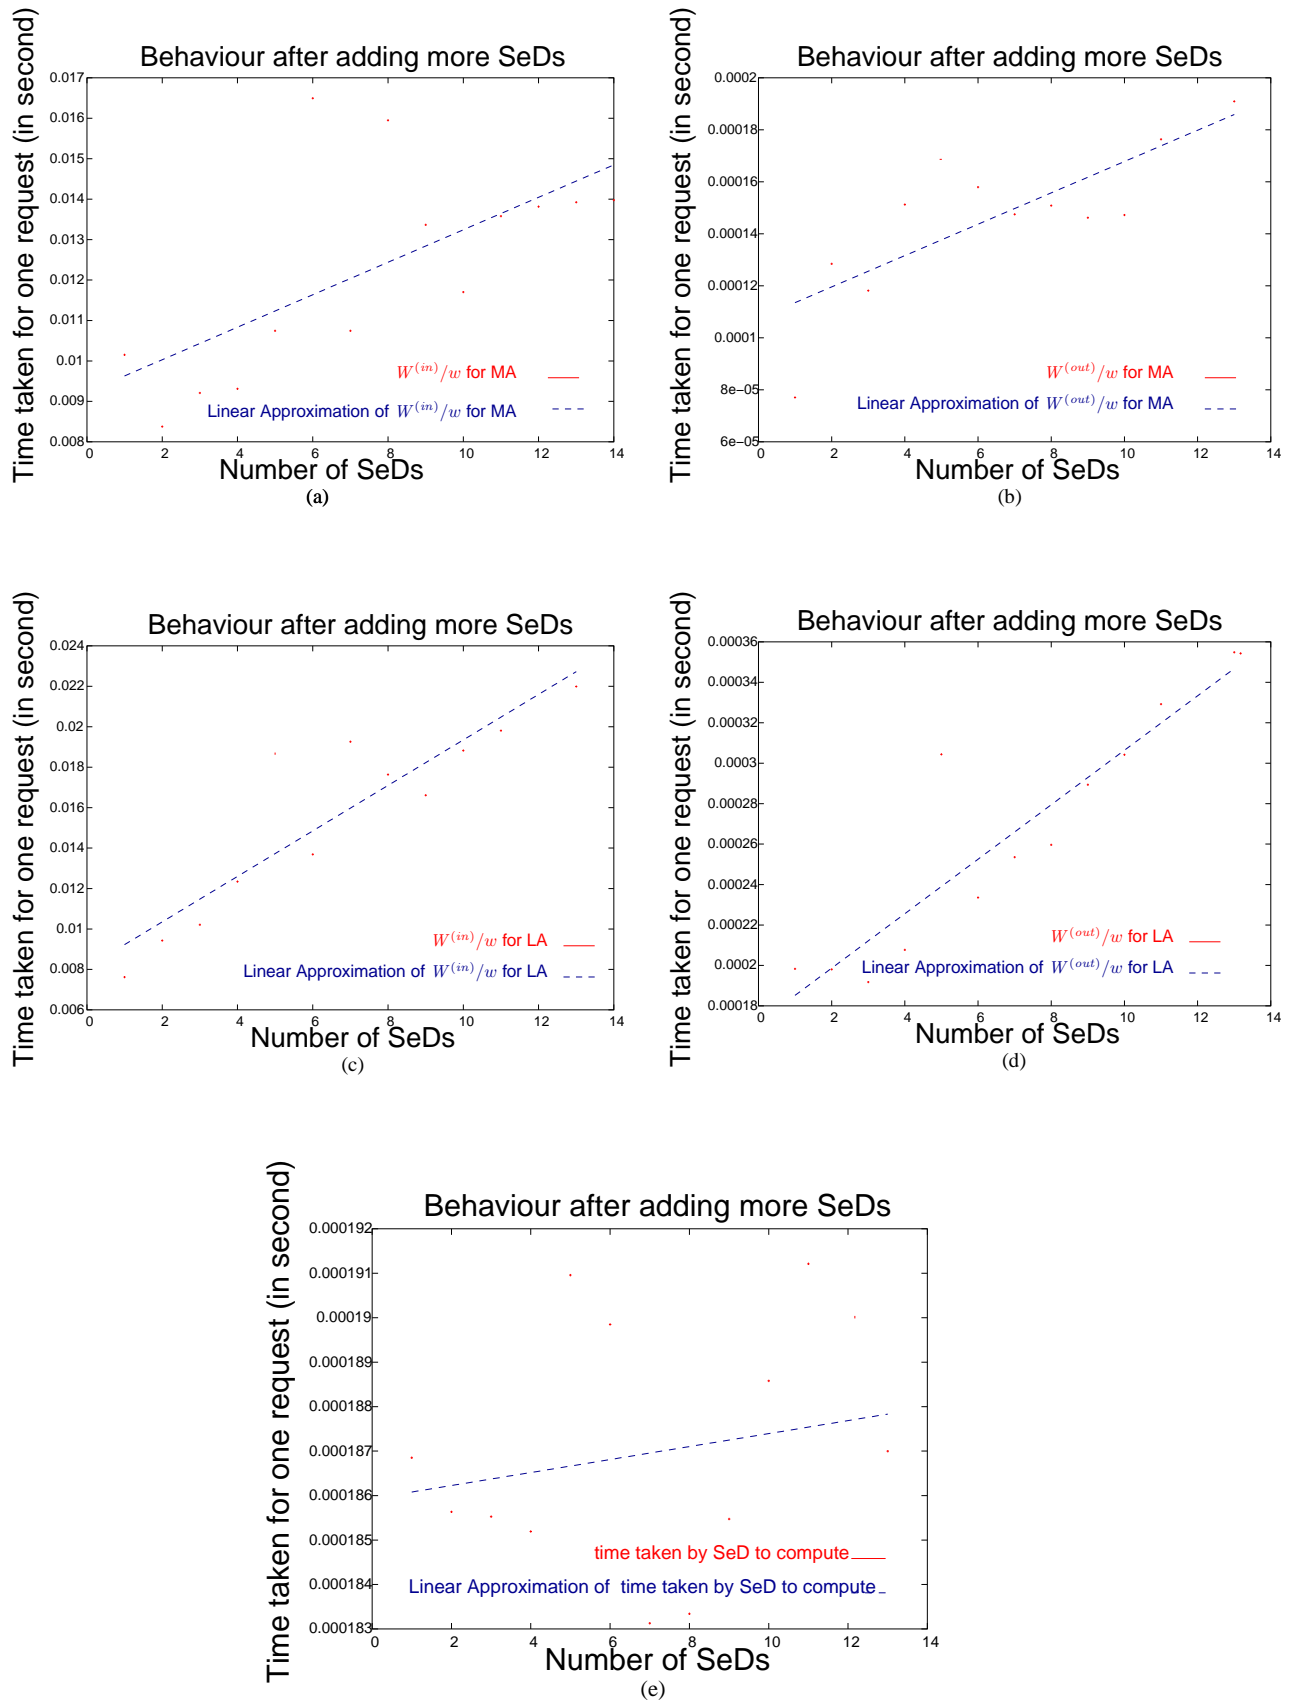 Behaviour after adding more SeDs
Time taken for one request (in second)
0.017
0.016
0.015
0.014
0.013
0.012
0.011
0.01
0.009
0.008
W^(in)/w for MA
Linear Approximation of W^(in)/w for MA
0 2 4 6 8 10 12 14
Number of SeDs
(a)
Behaviour after adding more SeDs
Time taken for one request (in second)
0.0002
0.00018
0.00016
0.00014
0.00012
0.0001
8e-05
6e-05
W^(out)/w for MA
Linear Approximation of W^(out)/w for MA
0 2 4 6 8 10 12 14
Number of SeDs
(b)
Behaviour after adding more SeDs
Time taken for one request (in second)
0.024
0.022
0.02
0.018
0.016
0.014
0.012
0.01
0.008
0.006
W^(in)/w for LA
Linear Approximation of W^(in)/w for LA
0 2 4 6 8 10 12 14
Number of SeDs
(c)
Behaviour after adding more SeDs
Time taken for one request (in second)
0.00036
0.00034
0.00032
0.0003
0.00028
0.00026
0.00024
0.00022
0.0002
0.00018
W^(out)/w for LA
Linear Approximation of W^(out)/w for LA
0 2 4 6 8 10 12 14
Number of SeDs
(d)
Behaviour after adding more SeDs
Time taken for one request (in second)
0.000192
0.000191
0.00019
0.000189
0.000188
0.000187
0.000186
0.000185
0.000184
0.000183
time taken by SeD to compute
Linear Approximation of time taken by SeD to compute
0 2 4 6 8 10 12 14
Number of SeDs
(e)